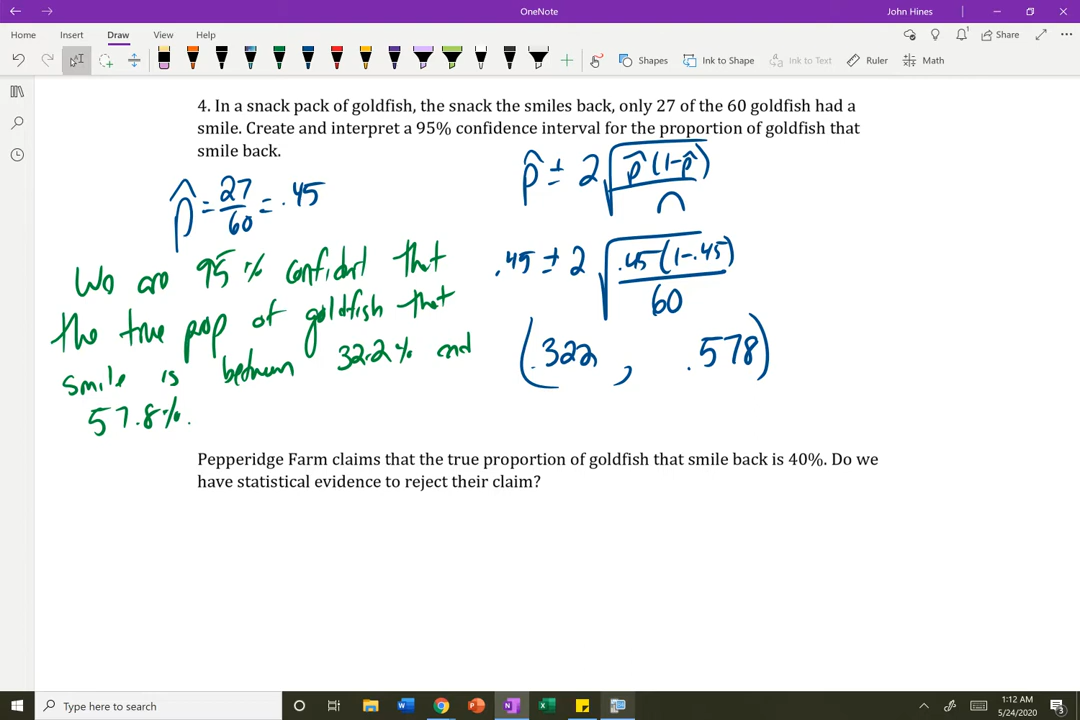 OneNote
John Hines
Home Insert Draw View Help
Share
Shapes Ink to Shape Ink to Text Ruler Math
4. In a snack pack of goldfish, the snack the smiles back, only 27 of the 60 goldfish had a
smile. Create and interpret a 95% confidence interval for the proportion of goldfish that
smile back.
p̂ = 27/60 = .45
p̂ ± 2√(p̂(1-p̂)/n)
.45 ± 2√(.45(1-.45)/60)
(.322, .578)
We are 95% confident that
the true prop of goldfish that
smile is between 32.2% and
57.8%.
Pepperidge Farm claims that the true proportion of goldfish that smile back is 40%. Do we
have statistical evidence to reject their claim?
Type here to search
1:12 AM
5/24/2020
3